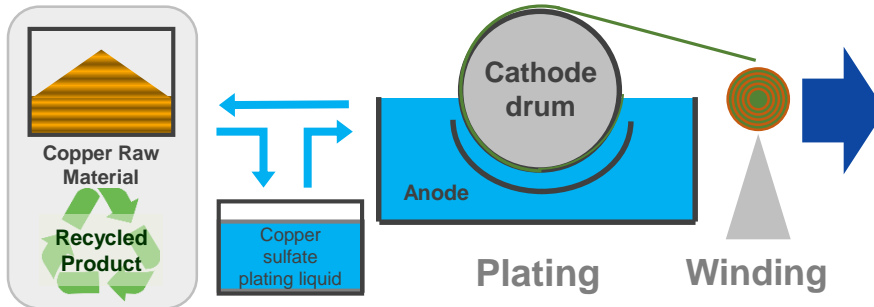 Copper Raw
Material
Recycled
Product
Copper
sulfate
plating liquid
Cathode
drum
Anode
Plating
Winding